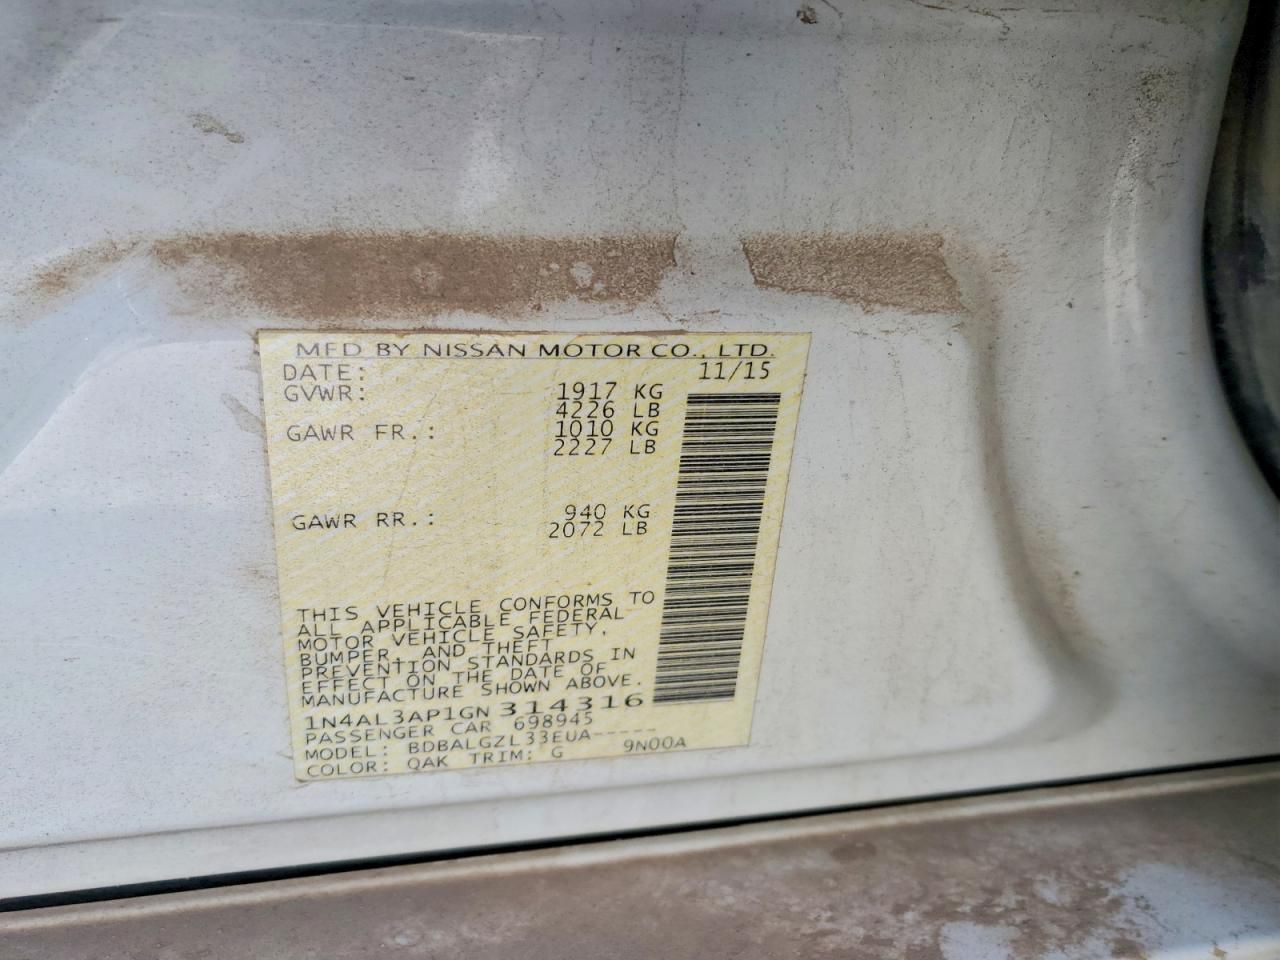 MFD BY NISSAN MOTOR CO., LTD.
DATE: 11/15
GVWR: 1917 KG
4226 LB
GAWR FR.: 1010 KG
2227 LB
GAWR RR.: 940 KG
2072 LB
THIS VEHICLE CONFORMS TO
ALL APPLICABLE FEDERAL
MOTOR VEHICLE SAFETY,
BUMPER, AND THEFT
PREVENTION STANDARDS IN
EFFECT ON THE DATE OF
MANUFACTURE SHOWN ABOVE.
1N4AL3AP1GN314316
PASSENGER CAR 698945
MODEL: BDBALGZL33EUA-----
COLOR: QAK TRIM: G 9N00A